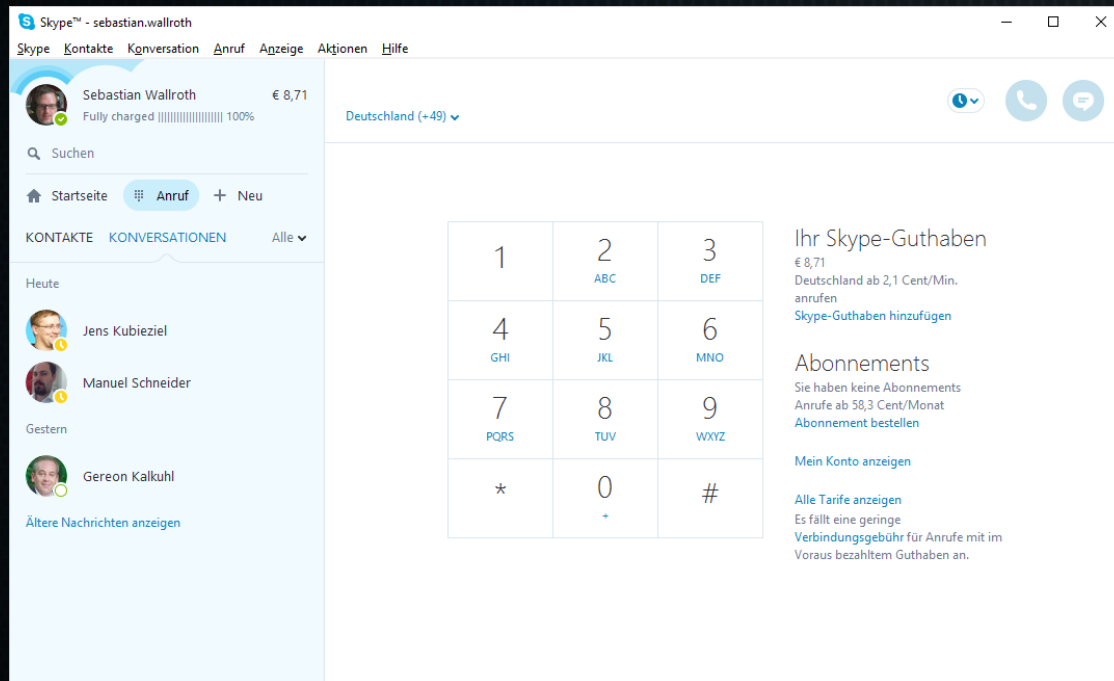 Skype™ - sebastian.wallroth
Skype Kontakte Konversation Anruf Anzeige Aktionen Hilfe
Sebastian Wallroth € 8,71
Fully charged |||||||||||||||||||| 100%
Suchen
Startseite Anruf Neu
KONTAKTE KONVERSATIONEN Alle
Heute
Jens Kubieziel
Manuel Schneider
Gestern
Gereon Kalkuhl
Ältere Nachrichten anzeigen
Deutschland (+49)
1 2 3
ABC DEF
4 5 6
GHI JKL MNO
7 8 9
PQRS TUV WXYZ
* 0 #
+
Ihr Skype-Guthaben
€ 8,71
Deutschland ab 2,1 Cent/Min.
anrufen
Skype-Guthaben hinzufügen
Abonnements
Sie haben keine Abonnements
Anrufe ab 58,3 Cent/Monat
Abonnement bestellen
Mein Konto anzeigen
Alle Tarife anzeigen
Es fällt eine geringe
Verbindungsgebühr für Anrufe mit im
Voraus bezahltem Guthaben an.